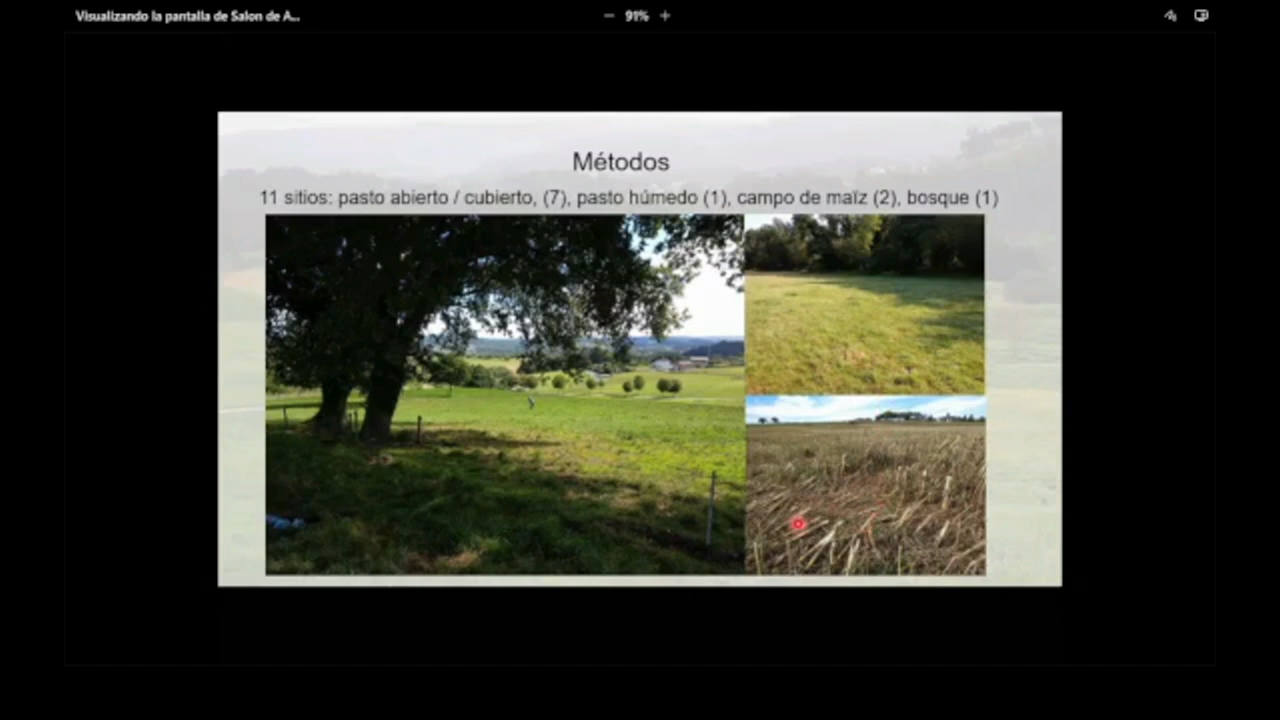 Visualizando la pantalla de Salon de A...
91%
Métodos
11 sitios: pasto abierto / cubierto, (7), pasto húmedo (1), campo de maïz (2), bosque (1)